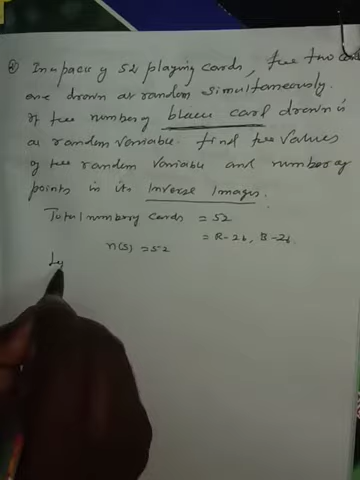 In a pack of 52 playing cards, the two cards
are drown at random simultaneously.
if the number of black card drown is
a random variable. find the values
of the random variable and number of
points in its Inverse Images.
Total number of cards = 52
= R-26, B-26.
n(S) = 52